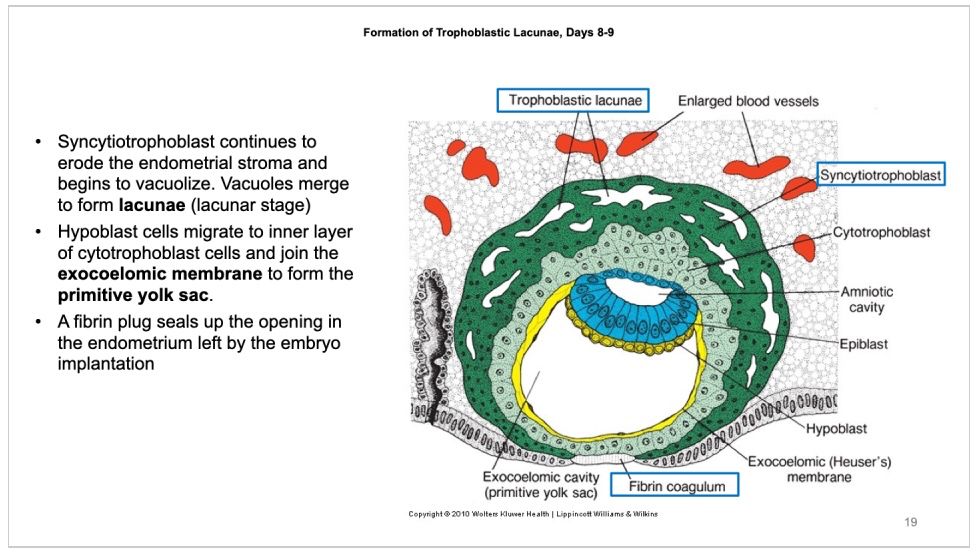 Formation of Trophoblastic Lacunae, Days 8-9
• Syncytiotrophoblast continues to
erode the endometrial stroma and
begins to vacuolize. Vacuoles merge
to form lacunae (lacunar stage)
• Hypoblast cells migrate to inner layer
of cytotrophoblast cells and join the
exocoelomic membrane to form the
primitive yolk sac.
• A fibrin plug seals up the opening in
the endometrium left by the embryo
implantation
Trophoblastic lacunae
Enlarged blood vessels
Syncytiotrophoblast
Cytotrophoblast
Amniotic
cavity
Epiblast
Hypoblast
Exocoelomic (Heuser's)
membrane
Exocoelomic cavity
(primitive yolk sac)
Fibrin coagulum
Copyright © 2010 Wolters Kluwer Health | Lippincott Williams & Wilkins
19